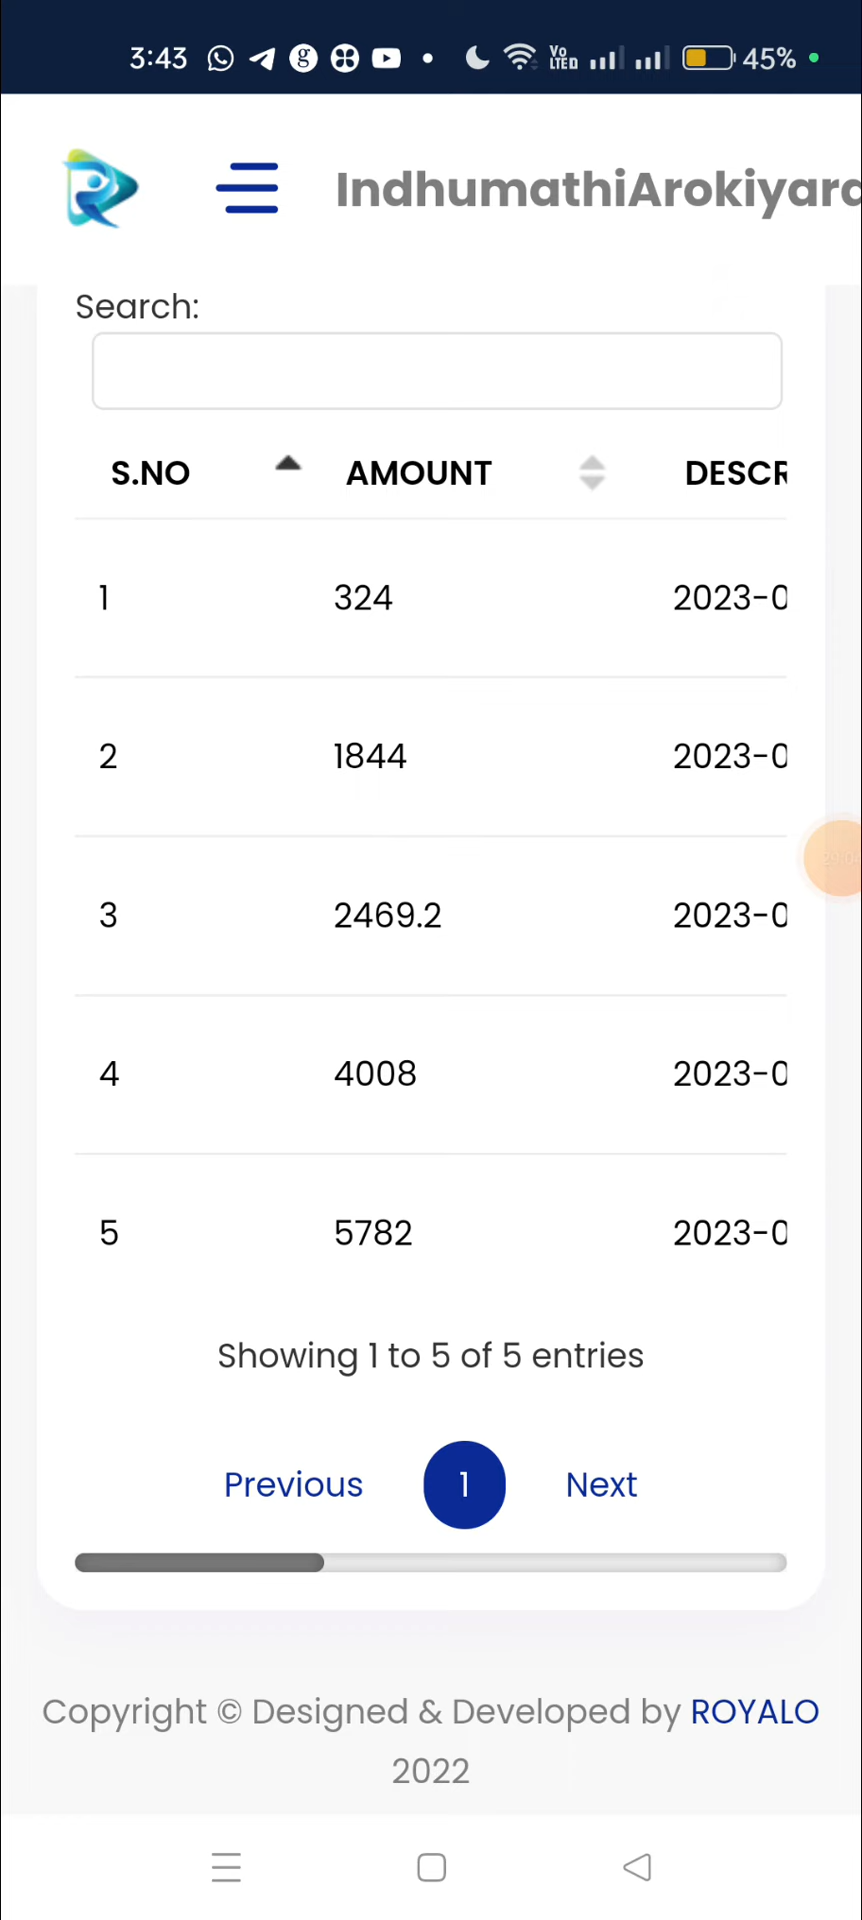 3:43 45%
IndhumathiArokiyara
Search:
S.NO AMOUNT DESCR
1 324 2023-0
2 1844 2023-0
3 2469.2 2023-0
4 4008 2023-0
5 5782 2023-0
Showing 1 to 5 of 5 entries
Previous 1 Next
Copyright © Designed & Developed by ROYALO
2022